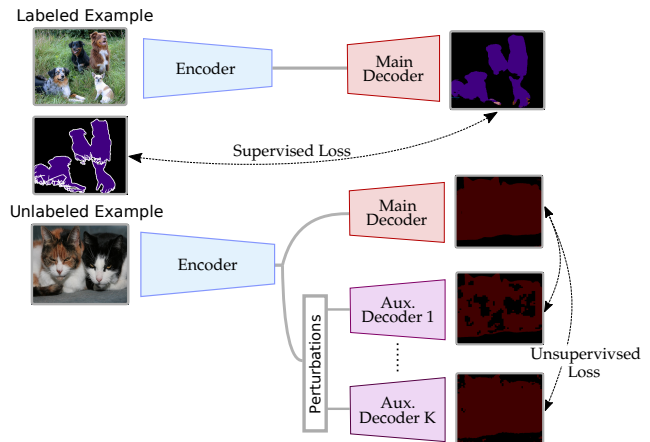 Labeled Example
Encoder
Main
Decoder
Supervised Loss
Unlabeled Example
Encoder
Main
Decoder
Perturbations
Aux.
Decoder 1
Unsupervivsed
Loss
Aux.
Decoder K